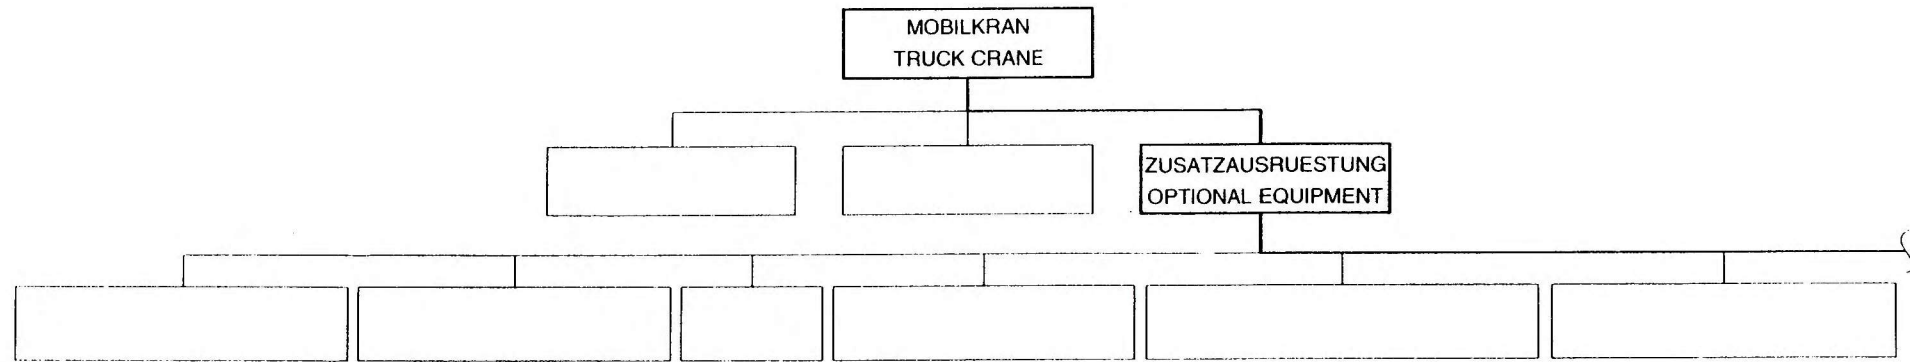 MOBILKRAN
TRUCK CRANE
ZUSATZAUSRUESTUNG
OPTIONAL EQUIPMENT